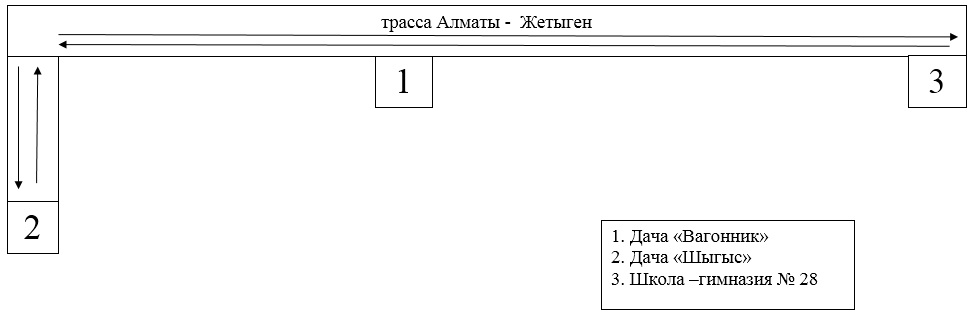 трасса Алматы - Жетыген
1
3
2
1. Дача «Вагонник»
2. Дача «Шыгыс»
3. Школа –гимназия № 28